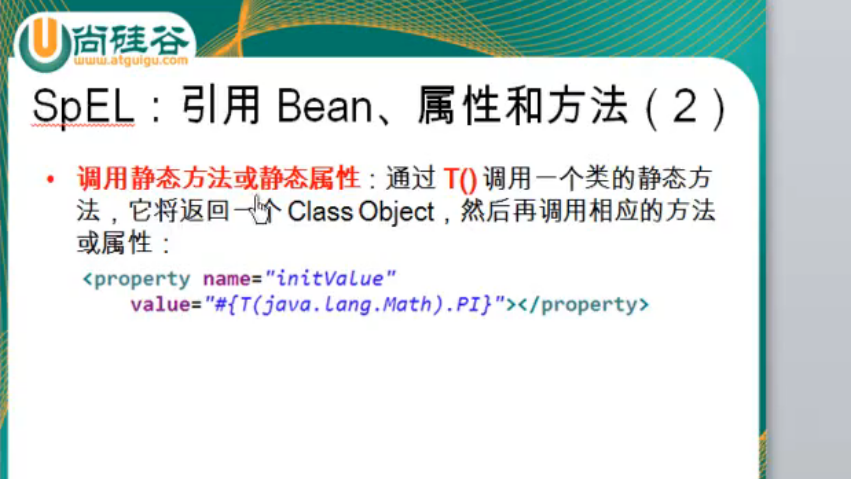 尚硅谷
www.atguigu.com
SpEL：引用 Bean、属性和方法（2）
• 调用静态方法或静态属性：通过 T() 调用一个类的静态方
法，它将返回一个 Class Object，然后再调用相应的方法
或属性：
<property name="initValue"
value="#{T(java.lang.Math).PI}"></property>